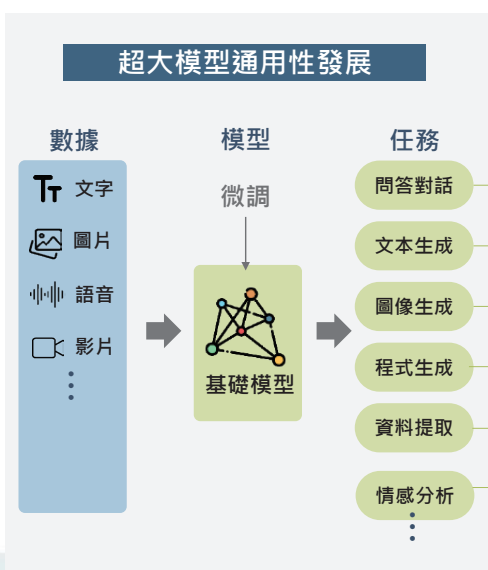 超大模型通用性發展
數據
文字
圖片
語音
影片
模型
微調
基礎模型
任務
問答對話
文本生成
圖像生成
程式生成
資料提取
情感分析